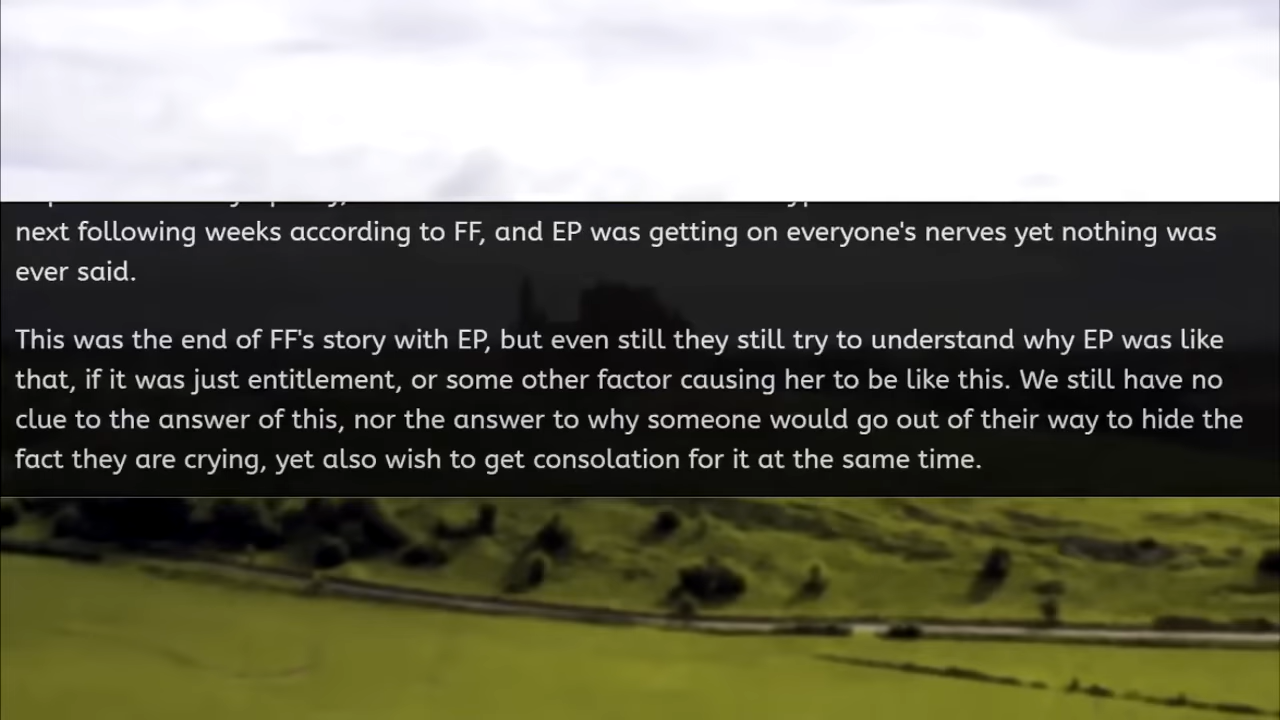 next following weeks according to FF, and EP was getting on everyone's nerves yet nothing was
ever said.
This was the end of FF's story with EP, but even still they still try to understand why EP was like
that, if it was just entitlement, or some other factor causing her to be like this. We still have no
clue to the answer of this, nor the answer to why someone would go out of their way to hide the
fact they are crying, yet also wish to get consolation for it at the same time.